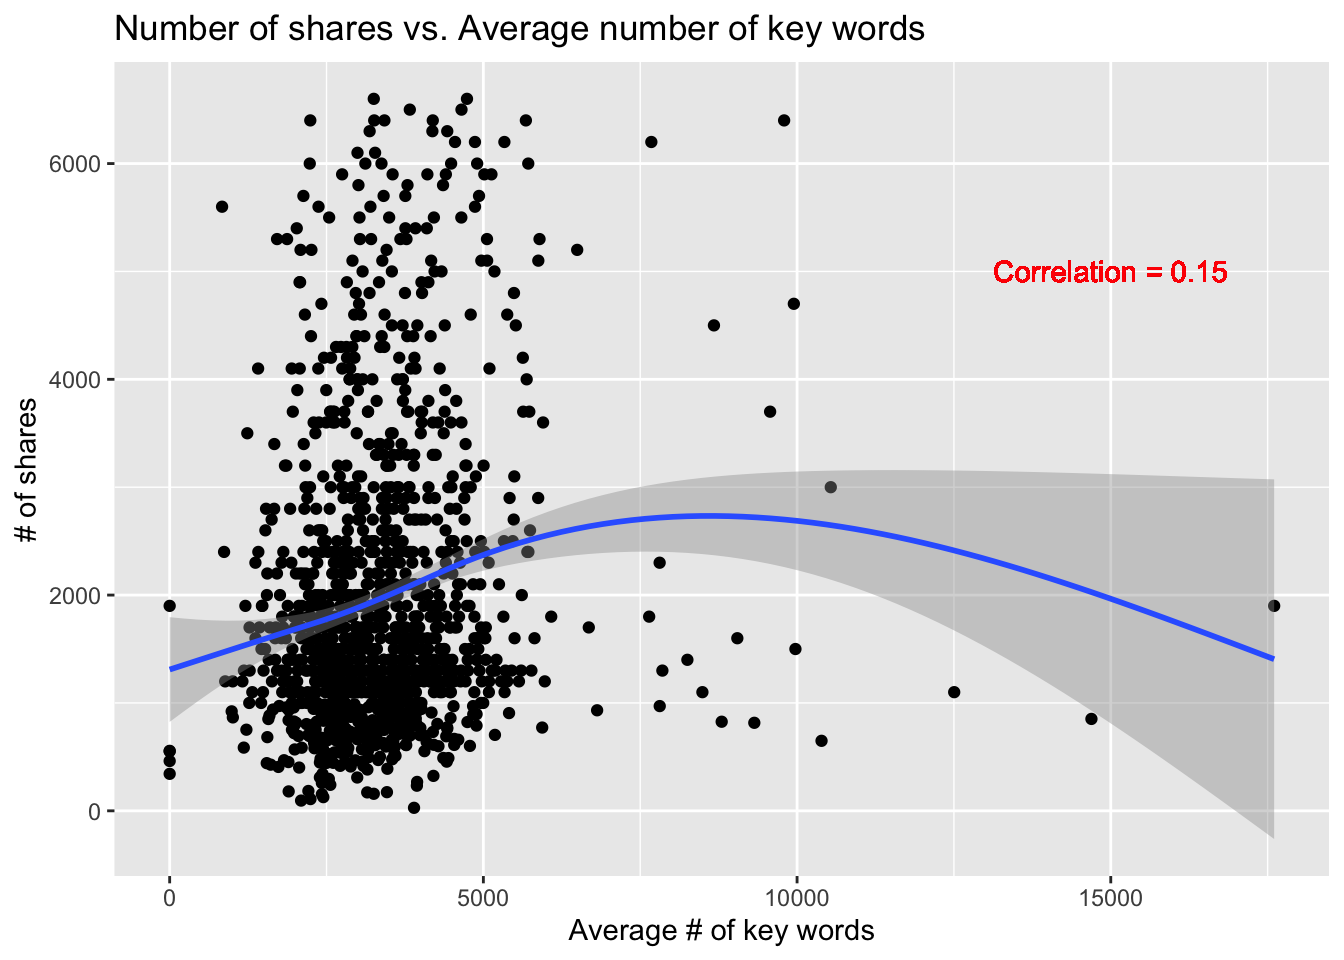 Number of shares vs. Average number of key words
# of shares
6000
4000
2000
0
Correlation = 0.15
0
5000
10000
15000
Average # of key words